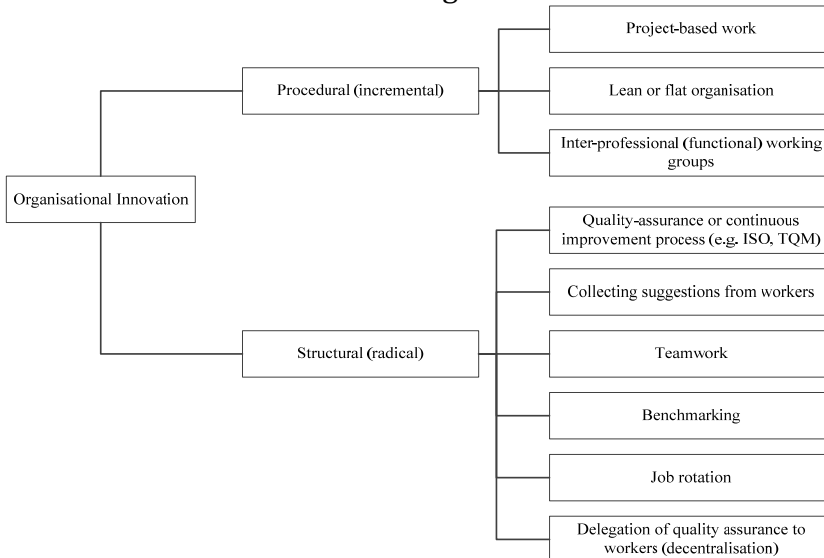 Project-based work
Procedural (incremental)
Lean or flat organisation
Inter-professional (functional) working
groups
Organisational Innovation
Quality-assurance or continuous
improvement process (e.g. ISO, TQM)
Collecting suggestions from workers
Structural (radical)
Teamwork
Benchmarking
Job rotation
Delegation of quality assurance to
workers (decentralisation)